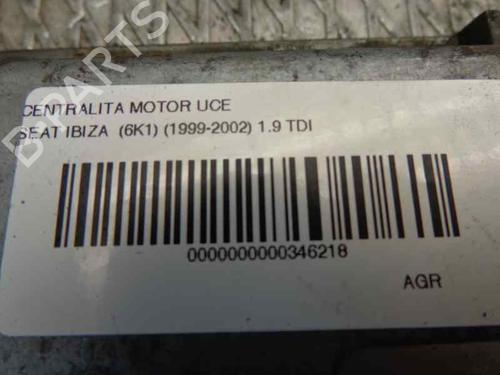 BPARTS
CENTRALITA MOTOR UCE
SEAT IBIZA (6K1) (1999-2002) 1.9 TDI
0000000000346218
AGR